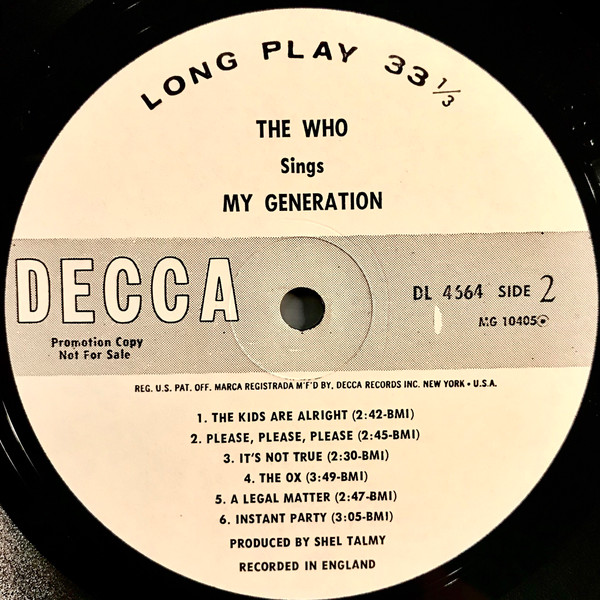 LONG PLAY 33 1/3
THE WHO
Sings
MY GENERATION
DECCA
DL 4664 SIDE 2
MG 10405
Promotion Copy
Not For Sale
REG. U.S. PAT. OFF. MARCA REGISTRADA M'F'D BY, DECCA RECORDS INC. NEW YORK • U.S.A.
1. THE KIDS ARE ALRIGHT (2:42-BMI)
2. PLEASE, PLEASE, PLEASE (2:45-BMI)
3. IT'S NOT TRUE (2:30-BMI)
4. THE OX (3:49-BMI)
5. A LEGAL MATTER (2:47-BMI)
6. INSTANT PARTY (3:05-BMI)
PRODUCED BY SHEL TALMY
RECORDED IN ENGLAND